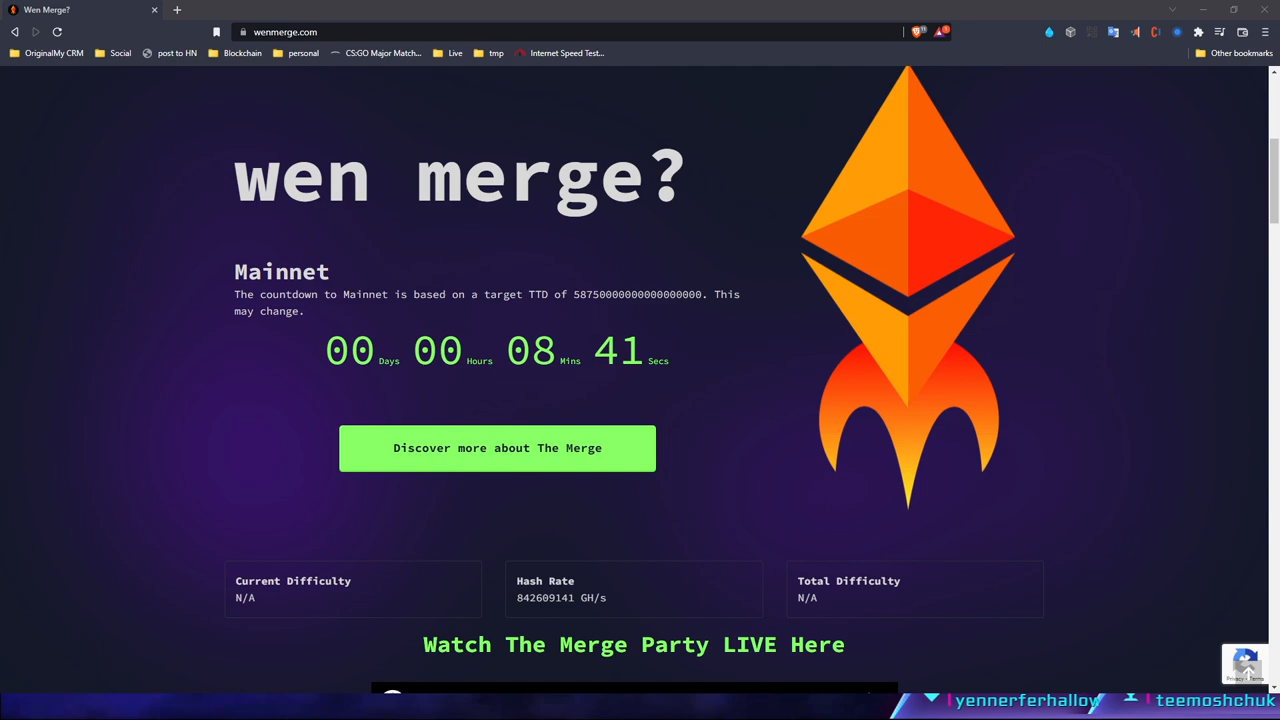 Wen Merge?
wenmerge.com
OriginalMy CRM
Social
post to HN
Blockchain
personal
CS:GO Major Match...
Live
tmp
Internet Speed Test...
Other bookmarks
wen merge?
Mainnet
The countdown to Mainnet is based on a target TTD of 58750000000000000000. This
may change.
00 Days 00 Hours 08 Mins 41 Secs
Discover more about The Merge
Current Difficulty
N/A
Hash Rate
842609141 GH/s
Total Difficulty
N/A
Watch The Merge Party LIVE Here
Privacy - Terms
yennerferhallow
teemoshchuk